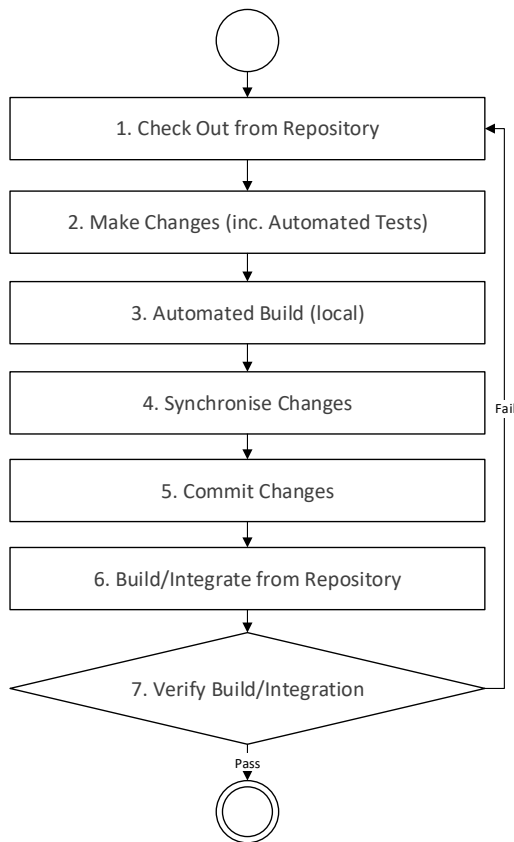 1. Check Out from Repository
2. Make Changes (inc. Automated Tests)
3. Automated Build (local)
4. Synchronise Changes
Fail
5. Commit Changes
6. Build/Integrate from Repository
7. Verify Build/Integration
Pass